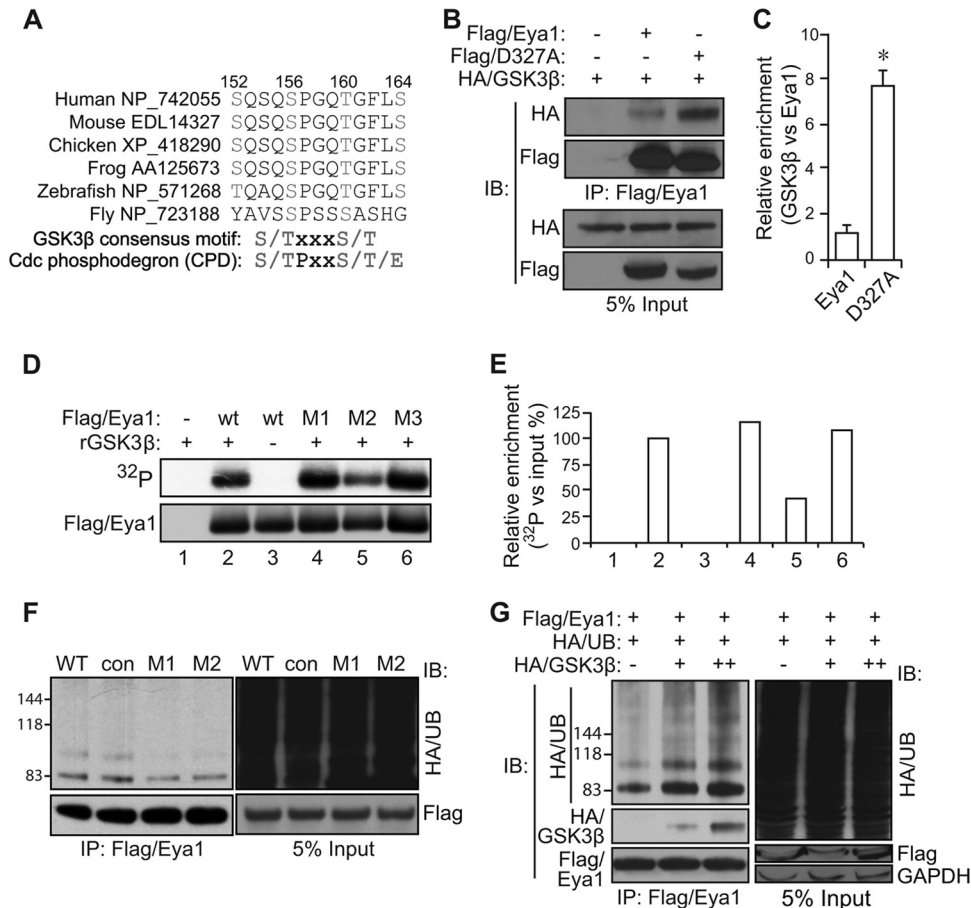 A
152 156 160 164
Human NP_742055 SQSQSPGQTGFLS
Mouse EDL14327 SQSQSPGQTGFLS
Chicken XP_418290 SQSQSPGQTGFLS
Frog AA125673 SQSQSPGQTGFLS
Zebrafish NP_571268 TQAQSPGQTGFLS
Fly NP_723188 YAVSSPSSSASHG
GSK3β consensus motif: S/TxxxS/T
Cdc phosphodegron (CPD): S/TPxxS/T/E
B
Flag/Eya1: - + -
Flag/D327A: - - +
HA/GSK3β: + + +
HA
Flag
IP: Flag/Eya1
IB:
HA
Flag
5% Input
C
Relative enrichment
(GSK3β vs Eya1)
10
8
6
4
2
0
*
Eya1
D327A
D
Flag/Eya1: - wt wt M1 M2 M3
rGSK3β: + + - + + +
32P
Flag/Eya1
1 2 3 4 5 6
E
Relative enrichment
(32P vs input %)
125
100
75
50
25
0
1 2 3 4 5 6
F
WT con M1 M2 WT con M1 M2 IB:
144
118
83
HA/UB
Flag
IP: Flag/Eya1 5% Input
G
Flag/Eya1: + + + + + +
HA/UB: + + + + + +
HA/GSK3β: - + ++ - + ++ IB:
IB:
HA/UB
144
118
83
HA/UB
HA/
GSK3β
Flag/
Eya1
Flag
GAPDH
IP: Flag/Eya1 5% Input